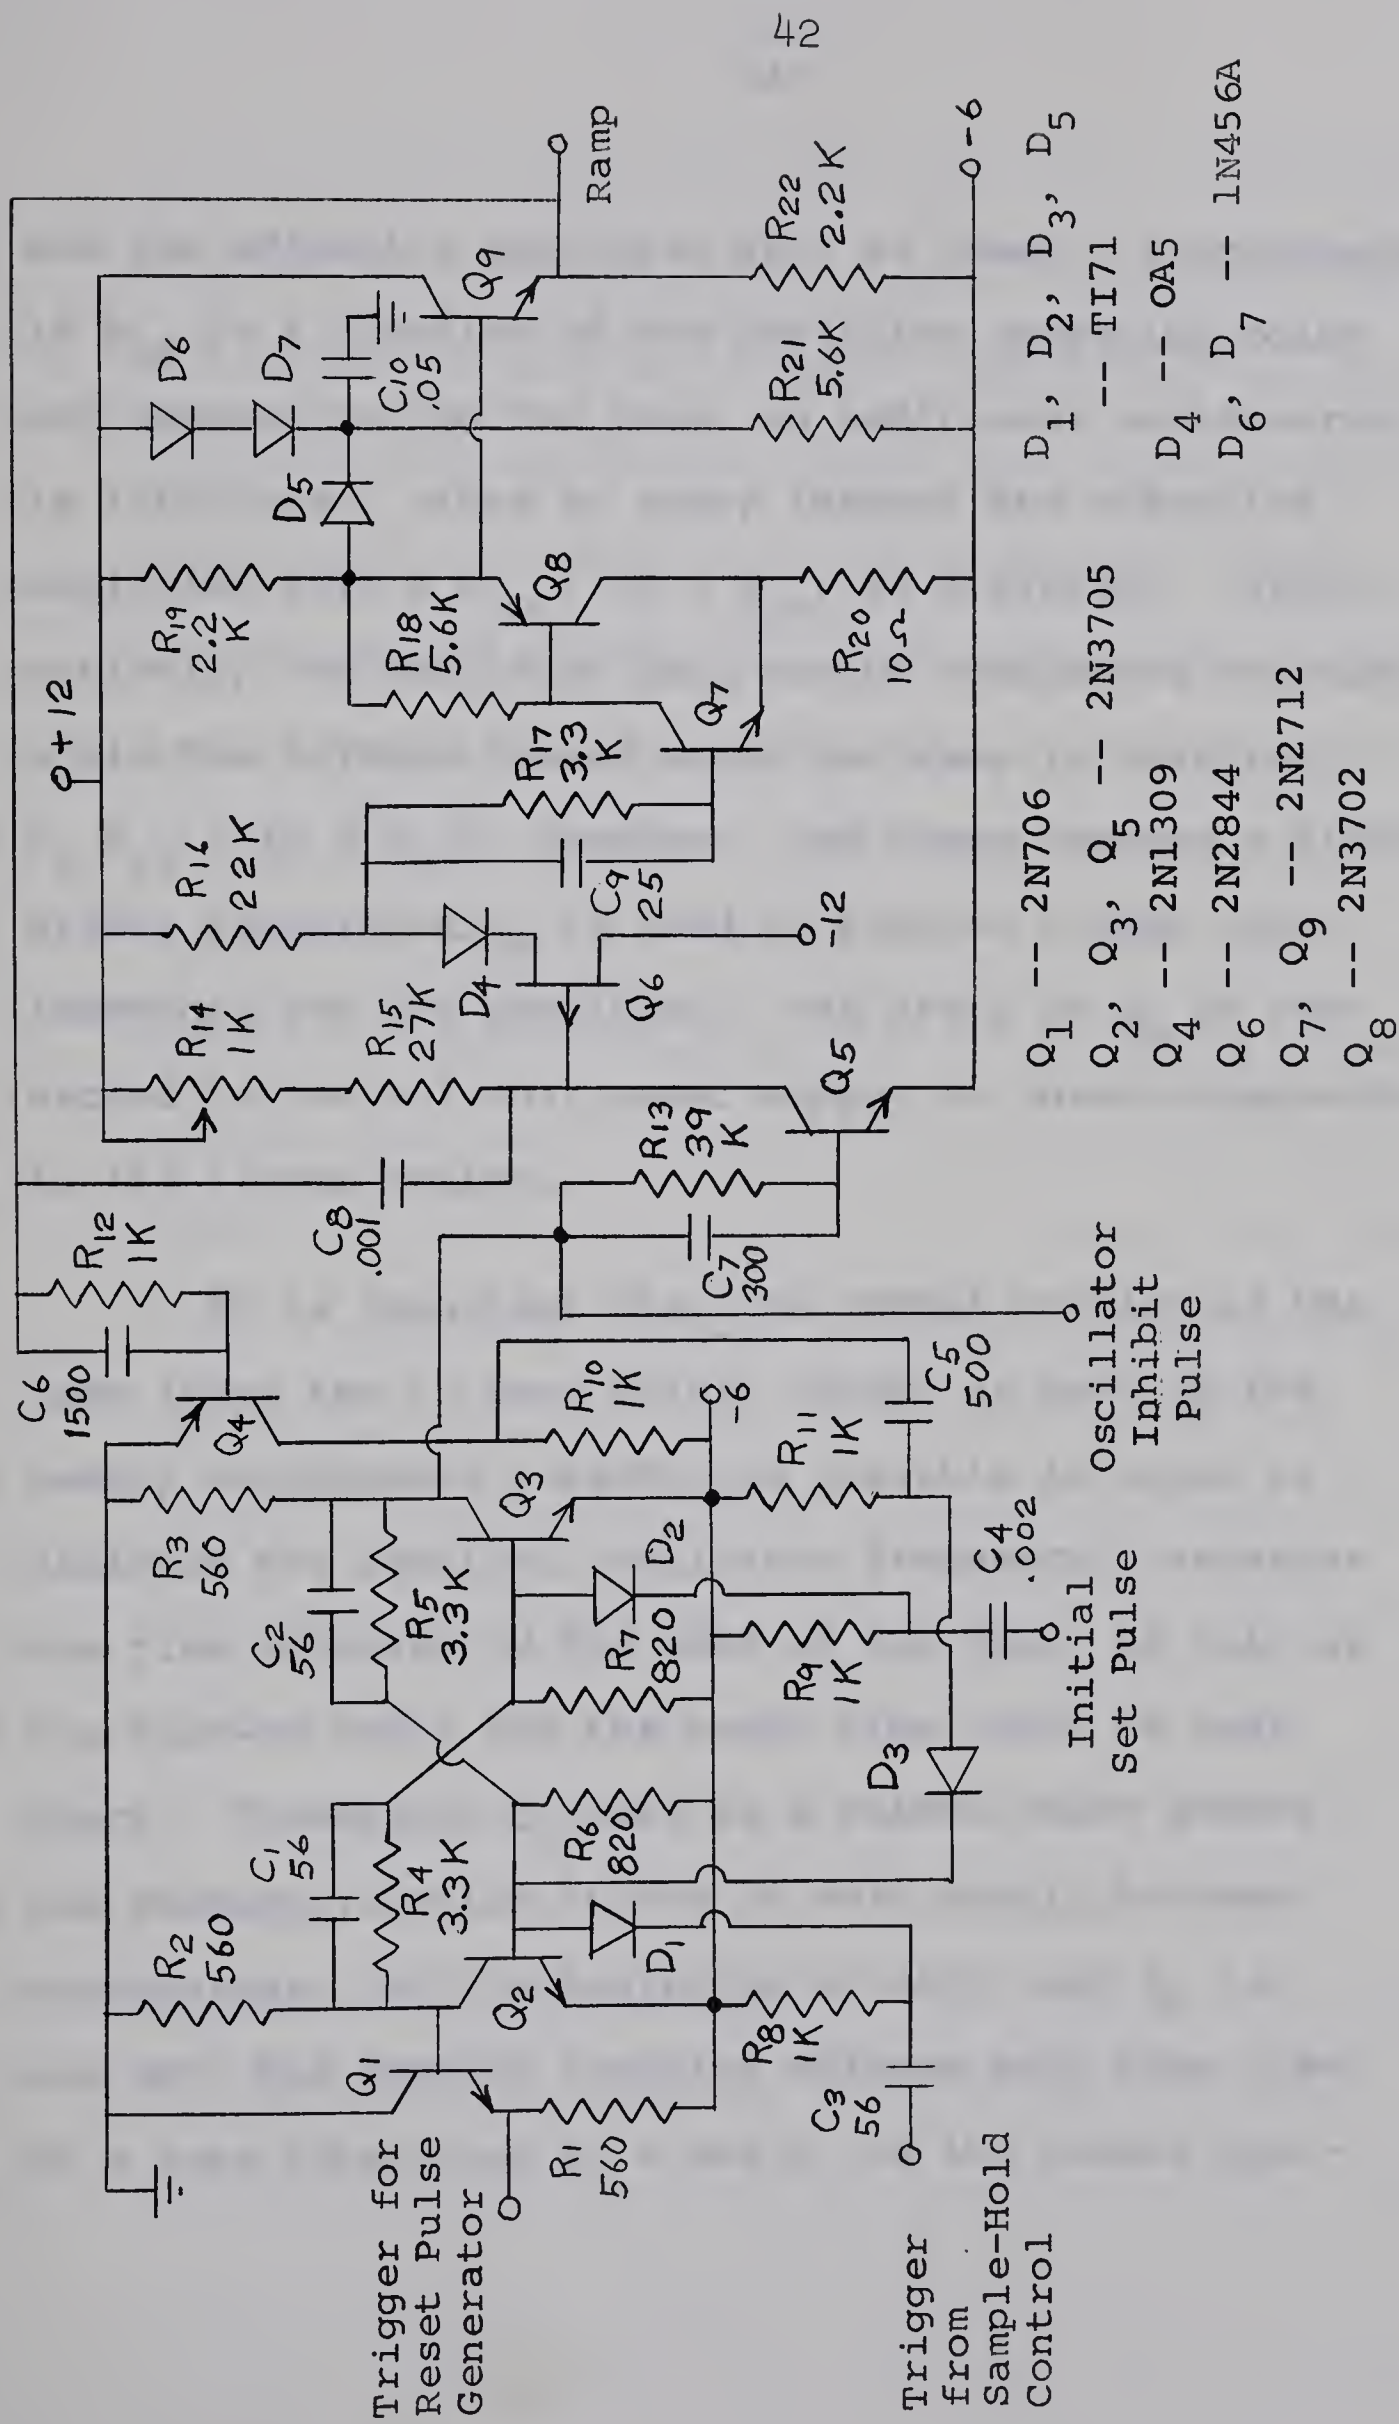 42
Trigger for
Reset Pulse
Generator
Trigger
from
Sample-Hold
Control
Q1
R1
560
R2
560
C1
56
R4
3.3K
Q2
D1
R8
1K
C3
56
R6
820
C2
56
R5
3.3K
R7
820
D2
R9
1K
D3
C4
.002
Initial
Set Pulse
R3
560
Q3
Q4
C6
1500
R12
1K
R10
1K
-6
R11
1K
C5
500
Oscillator
Inhibit
Pulse
C8
.001
C7
300
R13
39
K
Q5
R14
1K
R15
27K
R16
22K
D4
Q6
-12
C9
25
R17
3.3
K
Q7
+12
R19
2.2
K
R18
5.6K
Q8
R20
10Ω
D5
D6
D7
C10
.05
R21
5.6K
Q9
R22
2.2K
Ramp
-6
Q1 -- 2N706
Q2, Q3, Q5 -- 2N3705
Q4 -- 2N1309
Q6 -- 2N2844
Q7, Q9 -- 2N2712
Q8 -- 2N3702
D1, D2, D3, D5
-- TI71
D4 -- OA5
D6, D7 -- 1N456A